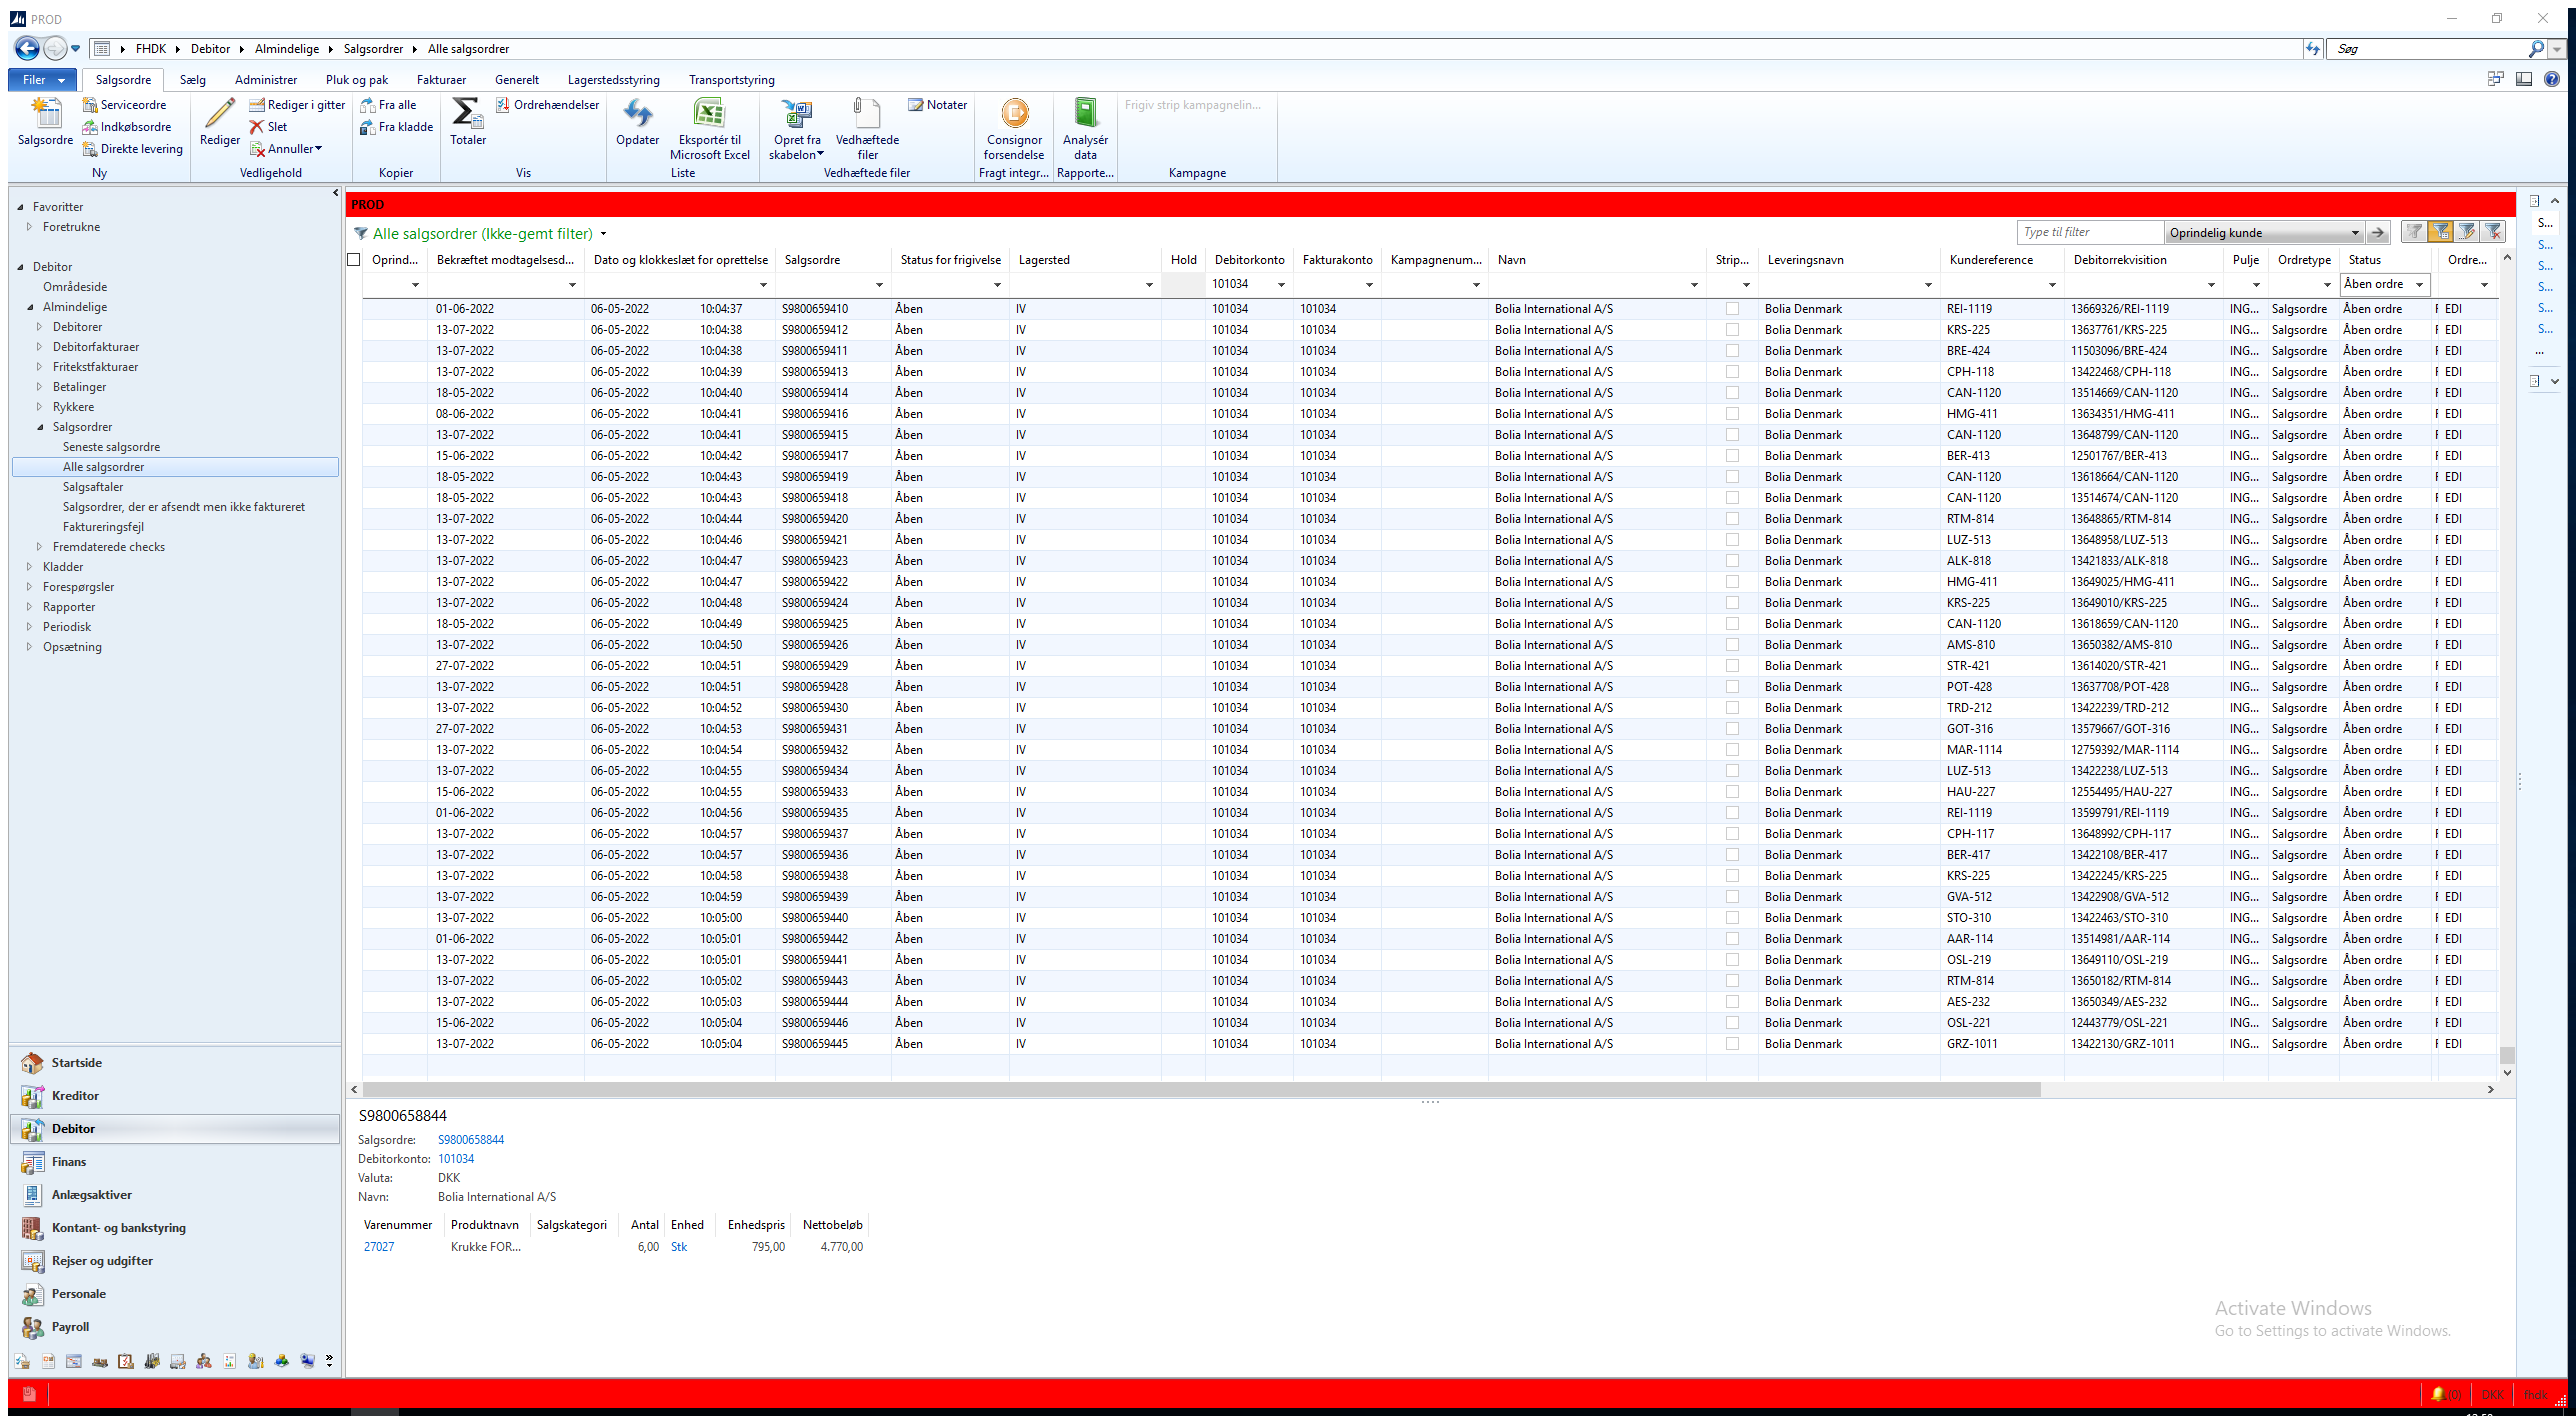 PROD
FHDK Debitor Almindelige Salgsordrer Alle salgsordrer Søg
Filer Salgsordre Sælg Administrer Pluk og pak Fakturaer Generelt Lagerstedsstyring Transportstyring
Salgsordre Serviceordre Indkøbsordre Direkte levering Ny
Rediger Rediger i gitter Slet Annuller Vedligehold
Fra alle Fra kladde Kopier
Totaler Ordrehændelser Vis
Opdater Eksportér til Microsoft Excel Liste
Opret fra skabelon Vedhæftede filer Notater Vedhæftede filer
Consignor forsendelse Fragt integr...
Analysér data Rapporte...
Frigiv strip kampagnelin... Kampagne
Favoritter
Foretrukne
Debitor
Områdeside
Almindelige
Debitorer
Debitorfakturaer
Fritekstfakturaer
Betalinger
Rykkere
Salgsordrer
Seneste salgsordre
Alle salgsordrer
Salgsaftaler
Salgsordrer, der er afsendt men ikke faktureret
Faktureringsfejl
Fremdaterede checks
Kladder
Forespørgsler
Rapporter
Periodisk
Opsætning
Startside
Kreditor
Debitor
Finans
Anlægsaktiver
Kontant- og bankstyring
Rejser og udgifter
Personale
Payroll
PROD
Alle salgsordrer (Ikke-gemt filter) Type til filter Oprindelig kunde
Oprind... Bekræftet modtagelsesd... Dato og klokkeslæt for oprettelse Salgsordre Status for frigivelse Lagersted Hold Debitorkonto Fakturakonto Kampagnenum... Navn Strip... Leveringsnavn Kundereference Debitorrekvisition Pulje Ordretype Status Ordre...
101034 Åben ordre
01-06-2022 06-05-2022 10:04:37 S9800659410 Åben IV 101034 101034 Bolia International A/S Bolia Denmark REI-1119 13669326/REI-1119 ING... Salgsordre Åben ordre EDI
13-07-2022 06-05-2022 10:04:38 S9800659412 Åben IV 101034 101034 Bolia International A/S Bolia Denmark KRS-225 13637761/KRS-225 ING... Salgsordre Åben ordre EDI
13-07-2022 06-05-2022 10:04:38 S9800659411 Åben IV 101034 101034 Bolia International A/S Bolia Denmark BRE-424 11503096/BRE-424 ING... Salgsordre Åben ordre EDI
13-07-2022 06-05-2022 10:04:39 S9800659413 Åben IV 101034 101034 Bolia International A/S Bolia Denmark CPH-118 13422468/CPH-118 ING... Salgsordre Åben ordre EDI
18-05-2022 06-05-2022 10:04:40 S9800659414 Åben IV 101034 101034 Bolia International A/S Bolia Denmark CAN-1120 13514669/CAN-1120 ING... Salgsordre Åben ordre EDI
08-06-2022 06-05-2022 10:04:41 S9800659416 Åben IV 101034 101034 Bolia International A/S Bolia Denmark HMG-411 13634351/HMG-411 ING... Salgsordre Åben ordre EDI
13-07-2022 06-05-2022 10:04:41 S9800659415 Åben IV 101034 101034 Bolia International A/S Bolia Denmark CAN-1120 13648799/CAN-1120 ING... Salgsordre Åben ordre EDI
15-06-2022 06-05-2022 10:04:42 S9800659417 Åben IV 101034 101034 Bolia International A/S Bolia Denmark BER-413 12501767/BER-413 ING... Salgsordre Åben ordre EDI
18-05-2022 06-05-2022 10:04:43 S9800659419 Åben IV 101034 101034 Bolia International A/S Bolia Denmark CAN-1120 13618664/CAN-1120 ING... Salgsordre Åben ordre EDI
18-05-2022 06-05-2022 10:04:43 S9800659418 Åben IV 101034 101034 Bolia International A/S Bolia Denmark CAN-1120 13514674/CAN-1120 ING... Salgsordre Åben ordre EDI
13-07-2022 06-05-2022 10:04:44 S9800659420 Åben IV 101034 101034 Bolia International A/S Bolia Denmark RTM-814 13648865/RTM-814 ING... Salgsordre Åben ordre EDI
13-07-2022 06-05-2022 10:04:46 S9800659421 Åben IV 101034 101034 Bolia International A/S Bolia Denmark LUZ-513 13648958/LUZ-513 ING... Salgsordre Åben ordre EDI
13-07-2022 06-05-2022 10:04:47 S9800659423 Åben IV 101034 101034 Bolia International A/S Bolia Denmark ALK-818 13421833/ALK-818 ING... Salgsordre Åben ordre EDI
13-07-2022 06-05-2022 10:04:47 S9800659422 Åben IV 101034 101034 Bolia International A/S Bolia Denmark HMG-411 13649025/HMG-411 ING... Salgsordre Åben ordre EDI
13-07-2022 06-05-2022 10:04:48 S9800659424 Åben IV 101034 101034 Bolia International A/S Bolia Denmark KRS-225 13649010/KRS-225 ING... Salgsordre Åben ordre EDI
18-05-2022 06-05-2022 10:04:49 S9800659425 Åben IV 101034 101034 Bolia International A/S Bolia Denmark CAN-1120 13618659/CAN-1120 ING... Salgsordre Åben ordre EDI
13-07-2022 06-05-2022 10:04:50 S9800659426 Åben IV 101034 101034 Bolia International A/S Bolia Denmark AMS-810 13650382/AMS-810 ING... Salgsordre Åben ordre EDI
27-07-2022 06-05-2022 10:04:51 S9800659429 Åben IV 101034 101034 Bolia International A/S Bolia Denmark STR-421 13614020/STR-421 ING... Salgsordre Åben ordre EDI
13-07-2022 06-05-2022 10:04:51 S9800659428 Åben IV 101034 101034 Bolia International A/S Bolia Denmark POT-428 13637708/POT-428 ING... Salgsordre Åben ordre EDI
13-07-2022 06-05-2022 10:04:52 S9800659430 Åben IV 101034 101034 Bolia International A/S Bolia Denmark TRD-212 13422239/TRD-212 ING... Salgsordre Åben ordre EDI
27-07-2022 06-05-2022 10:04:53 S9800659431 Åben IV 101034 101034 Bolia International A/S Bolia Denmark GOT-316 13579667/GOT-316 ING... Salgsordre Åben ordre EDI
13-07-2022 06-05-2022 10:04:54 S9800659432 Åben IV 101034 101034 Bolia International A/S Bolia Denmark MAR-1114 12759392/MAR-1114 ING... Salgsordre Åben ordre EDI
13-07-2022 06-05-2022 10:04:55 S9800659434 Åben IV 101034 101034 Bolia International A/S Bolia Denmark LUZ-513 13422238/LUZ-513 ING... Salgsordre Åben ordre EDI
15-06-2022 06-05-2022 10:04:55 S9800659433 Åben IV 101034 101034 Bolia International A/S Bolia Denmark HAU-227 12554495/HAU-227 ING... Salgsordre Åben ordre EDI
01-06-2022 06-05-2022 10:04:56 S9800659435 Åben IV 101034 101034 Bolia International A/S Bolia Denmark REI-1119 13599791/REI-1119 ING... Salgsordre Åben ordre EDI
13-07-2022 06-05-2022 10:04:57 S9800659437 Åben IV 101034 101034 Bolia International A/S Bolia Denmark CPH-117 13648992/CPH-117 ING... Salgsordre Åben ordre EDI
13-07-2022 06-05-2022 10:04:57 S9800659436 Åben IV 101034 101034 Bolia International A/S Bolia Denmark BER-417 13422108/BER-417 ING... Salgsordre Åben ordre EDI
13-07-2022 06-05-2022 10:04:58 S9800659438 Åben IV 101034 101034 Bolia International A/S Bolia Denmark KRS-225 13422245/KRS-225 ING... Salgsordre Åben ordre EDI
13-07-2022 06-05-2022 10:04:59 S9800659439 Åben IV 101034 101034 Bolia International A/S Bolia Denmark GVA-512 13422908/GVA-512 ING... Salgsordre Åben ordre EDI
13-07-2022 06-05-2022 10:05:00 S9800659440 Åben IV 101034 101034 Bolia International A/S Bolia Denmark STO-310 13422463/STO-310 ING... Salgsordre Åben ordre EDI
01-06-2022 06-05-2022 10:05:01 S9800659442 Åben IV 101034 101034 Bolia International A/S Bolia Denmark AAR-114 13514981/AAR-114 ING... Salgsordre Åben ordre EDI
13-07-2022 06-05-2022 10:05:01 S9800659441 Åben IV 101034 101034 Bolia International A/S Bolia Denmark OSL-219 13649110/OSL-219 ING... Salgsordre Åben ordre EDI
13-07-2022 06-05-2022 10:05:02 S9800659443 Åben IV 101034 101034 Bolia International A/S Bolia Denmark RTM-814 13650182/RTM-814 ING... Salgsordre Åben ordre EDI
13-07-2022 06-05-2022 10:05:03 S9800659444 Åben IV 101034 101034 Bolia International A/S Bolia Denmark AES-232 13650349/AES-232 ING... Salgsordre Åben ordre EDI
15-06-2022 06-05-2022 10:05:04 S9800659446 Åben IV 101034 101034 Bolia International A/S Bolia Denmark OSL-221 12443779/OSL-221 ING... Salgsordre Åben ordre EDI
13-07-2022 06-05-2022 10:05:04 S9800659445 Åben IV 101034 101034 Bolia International A/S Bolia Denmark GRZ-1011 13422130/GRZ-1011 ING... Salgsordre Åben ordre EDI
S...
S...
S...
S...
S...
S...
...
S9800658844
Salgsordre: S9800658844
Debitorkonto: 101034
Valuta: DKK
Navn: Bolia International A/S
Varenummer Produktnavn Salgskategori Antal Enhed Enhedspris Nettobeløb
27027 Krukke FOR... 6,00 Stk 795,00 4.770,00
Activate Windows
Go to Settings to activate Windows.
(0) DKK fhdk